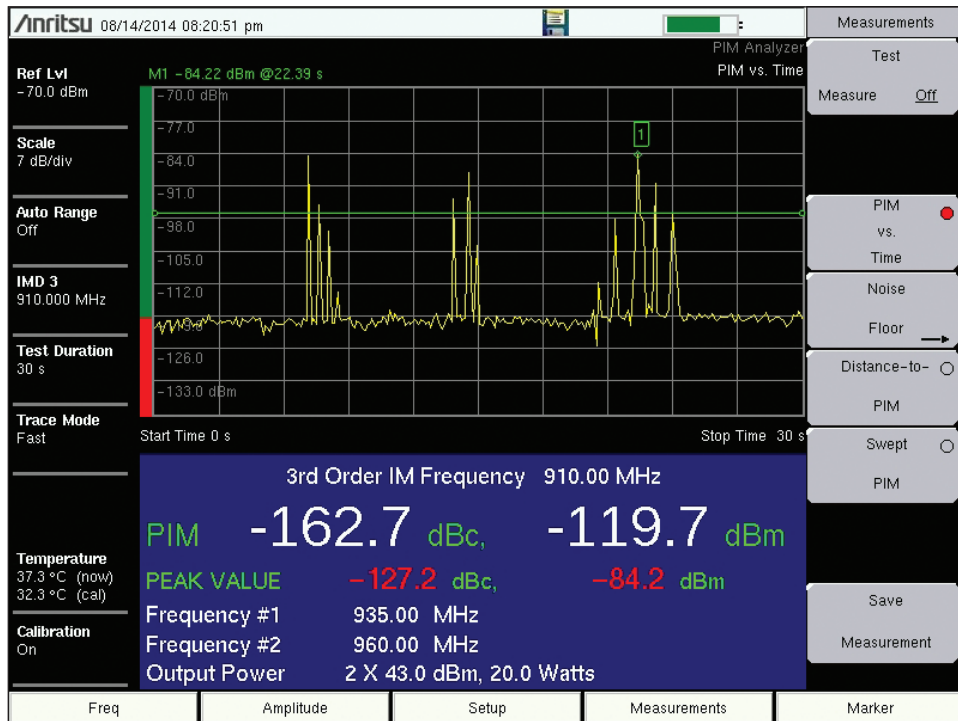 Anritsu 08/14/2014 08:20:51 pm
Measurements
PIM Analyzer
PIM vs. Time
M1 -84.22 dBm @22.39 s
Ref Lvl
-70.0 dBm
Scale
7 dB/div
Auto Range
Off
IMD 3
910.000 MHz
Test Duration
30 s
Trace Mode
Fast
Temperature
37.3 °C (now)
32.3 °C (cal)
Calibration
On
-70.0 dBm
-77.0
-84.0
-91.0
-98.0
-105.0
-112.0
-126.0
-133.0 dBm
1
Start Time 0 s
Stop Time 30 s
3rd Order IM Frequency 910.00 MHz
PIM -162.7 dBc, -119.7 dBm
PEAK VALUE -127.2 dBc, -84.2 dBm
Frequency #1 935.00 MHz
Frequency #2 960.00 MHz
Output Power 2 X 43.0 dBm, 20.0 Watts
Test
Measure Off
PIM
vs.
Time
Noise
Floor
Distance-to-
PIM
Swept
PIM
Save
Measurement
Freq
Amplitude
Setup
Measurements
Marker